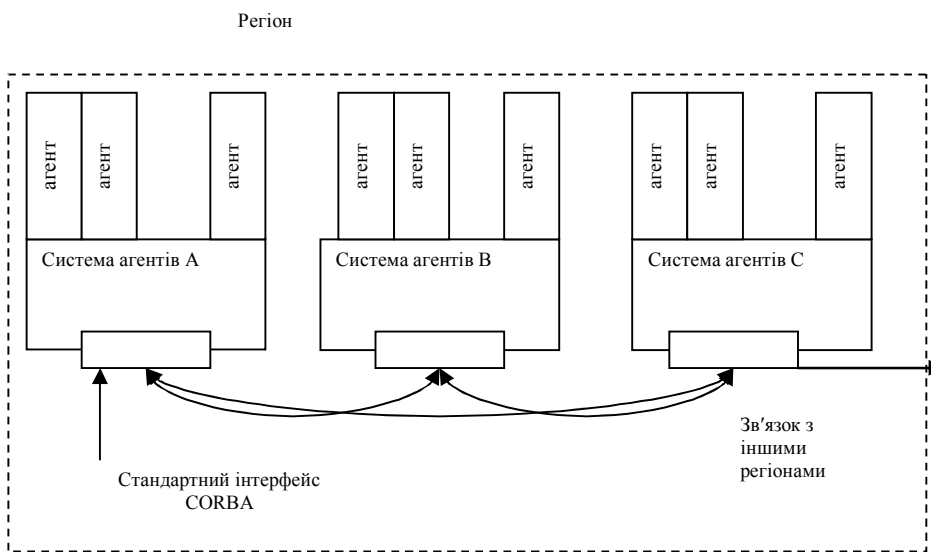 Регіон
агент
агент
агент
агент
агент
агент
агент
агент
агент
Система агентів А
Система агентів В
Система агентів С
Зв'язок з
іншими
регіонами
Стандартний інтерфейс
CORBA